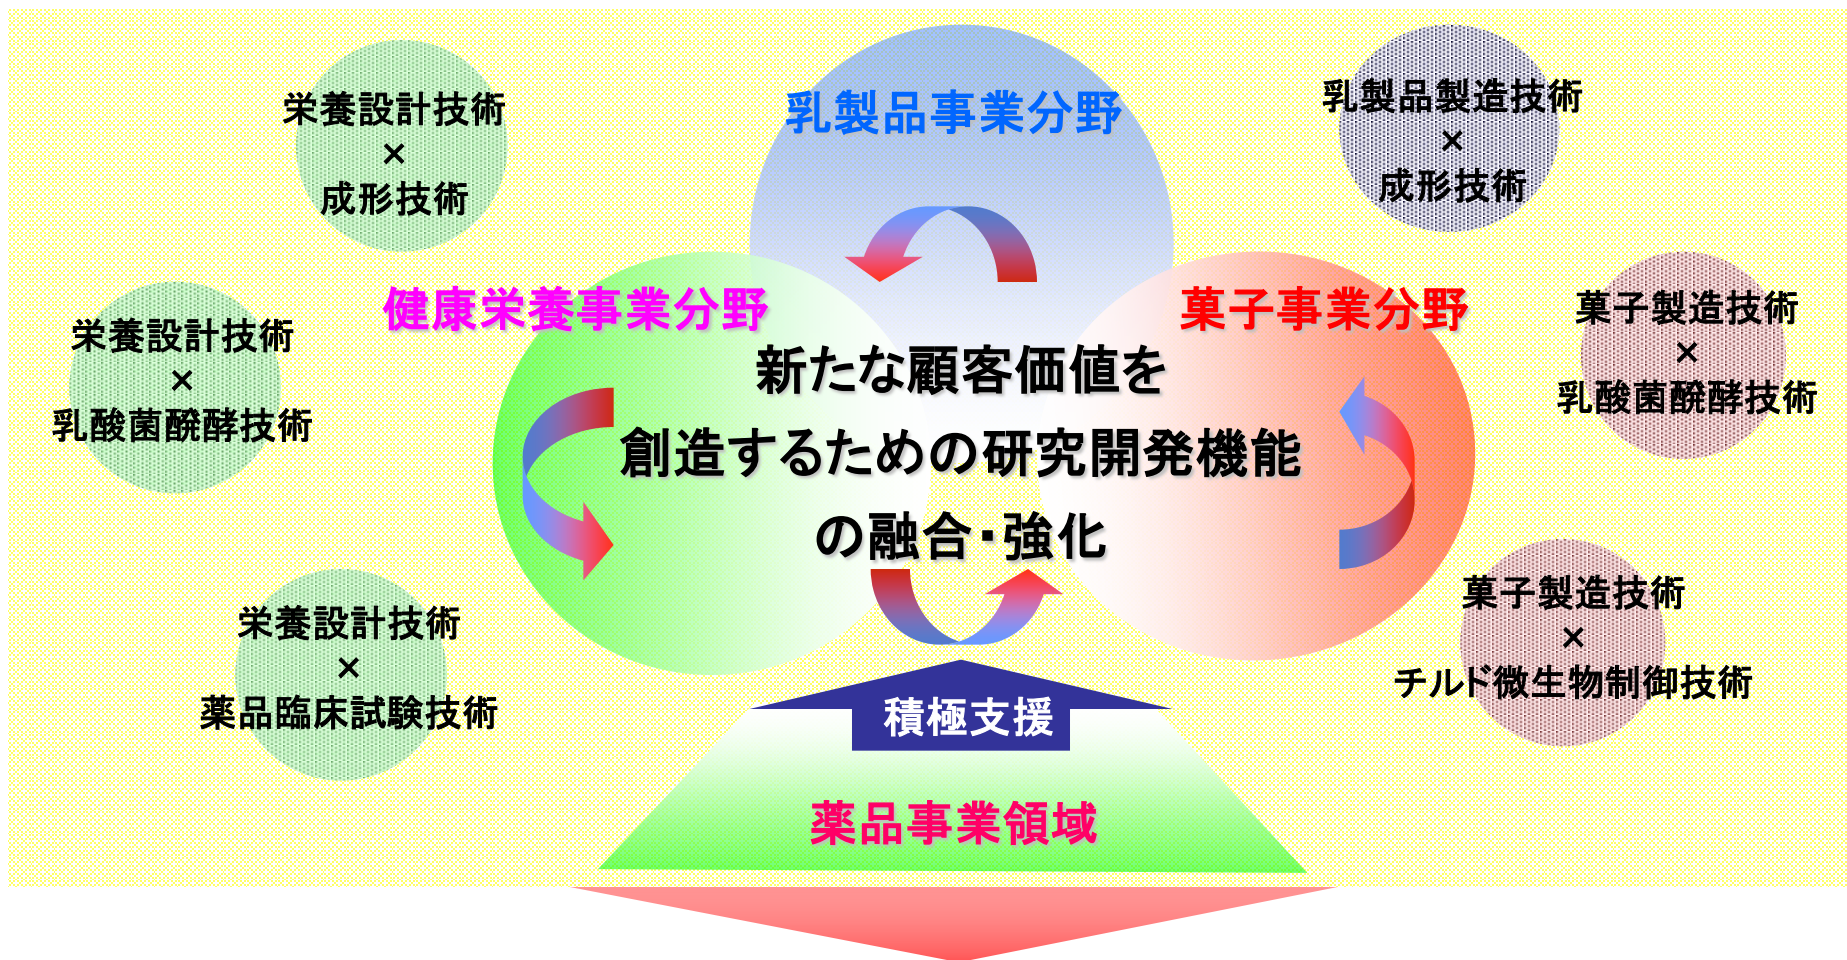 栄養設計技術
×
成形技術
乳製品事業分野
乳製品製造技術
×
成形技術
健康栄養事業分野
菓子事業分野
栄養設計技術
×
乳酸菌醗酵技術
新たな顧客価値を
創造するための研究開発機能
の融合・強化
菓子製造技術
×
乳酸菌醗酵技術
栄養設計技術
×
薬品臨床試験技術
菓子製造技術
×
チルド微生物制御技術
積極支援
薬品事業領域